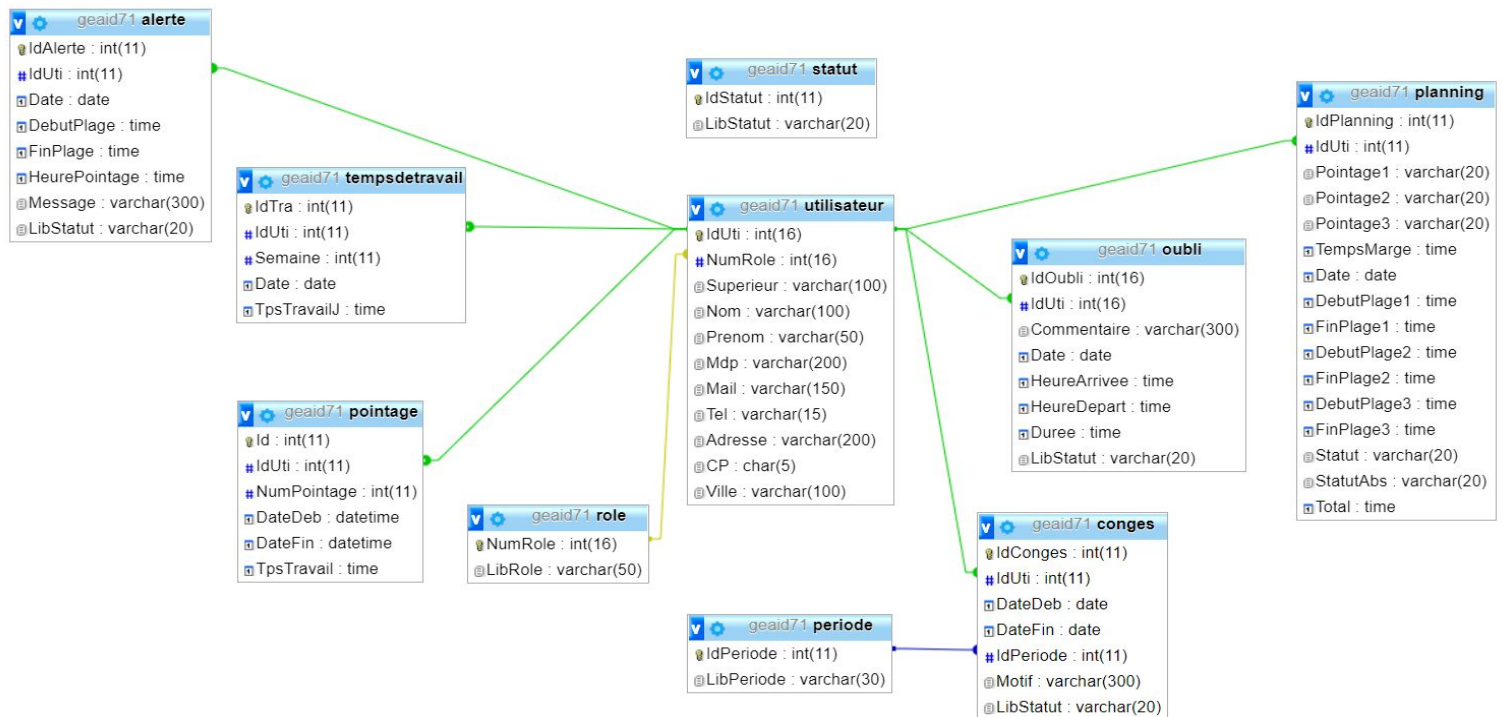 geaid71 alerte
IdAlerte : int(11)
IdUti : int(11)
Date : date
DebutPlage : time
FinPlage : time
HeurePointage : time
Message : varchar(300)
LibStatut : varchar(20)
geaid71 statut
IdStatut : int(11)
LibStatut : varchar(20)
geaid71 planning
IdPlanning : int(11)
IdUti : int(11)
Pointage1 : varchar(20)
Pointage2 : varchar(20)
Pointage3 : varchar(20)
TempsMarge : time
Date : date
DebutPlage1 : time
FinPlage1 : time
DebutPlage2 : time
FinPlage2 : time
DebutPlage3 : time
FinPlage3 : time
Statut : varchar(20)
StatutAbs : varchar(20)
Total : time
geaid71 tempsdetravail
IdTra : int(11)
IdUti : int(11)
Semaine : int(11)
Date : date
TpsTravailJ : time
geaid71 utilisateur
IdUti : int(16)
NumRole : int(16)
Superieur : varchar(100)
Nom : varchar(100)
Prenom : varchar(50)
Mdp : varchar(200)
Mail : varchar(150)
Tel : varchar(15)
Adresse : varchar(200)
CP : char(5)
Ville : varchar(100)
geaid71 oubli
IdOubli : int(16)
IdUti : int(16)
Commentaire : varchar(300)
Date : date
HeureArrivee : time
HeureDepart : time
Duree : time
LibStatut : varchar(20)
geaid71 pointage
Id : int(11)
IdUti : int(11)
NumPointage : int(11)
DateDeb : datetime
DateFin : datetime
TpsTravail : time
geaid71 role
NumRole : int(16)
LibRole : varchar(50)
geaid71 conges
IdConges : int(11)
IdUti : int(11)
DateDeb : date
DateFin : date
IdPeriode : int(11)
Motif : varchar(300)
LibStatut : varchar(20)
geaid71 periode
IdPeriode : int(11)
LibPeriode : varchar(30)